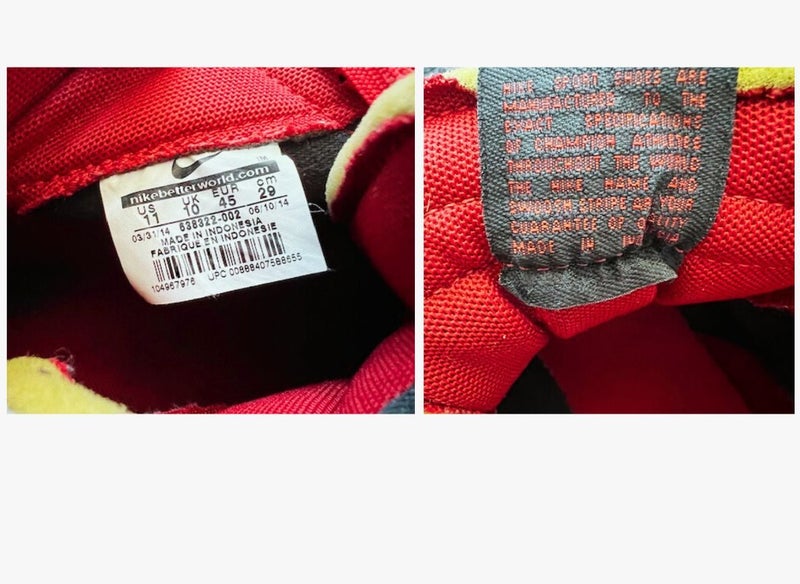 ™
nikebetterworld.com
US UK EUR cm
11 10 45 29
03/31/14 638322-002 06/10/14
MADE IN INDONESIA
FABRIQUE EN INDONESIE
104967976 UPC 00888407588655
NIKE SPORT SHOES ARE
MANUFACTURED TO THE
EXACT SPECIFICATIONS
OF CHAMPION ATHLETES
THROUGHOUT THE WORLD
THE NIKE NAME AND
SWOOSH STRIPE ARE YOUR
GUARANTEE OF QUALITY
MADE IN